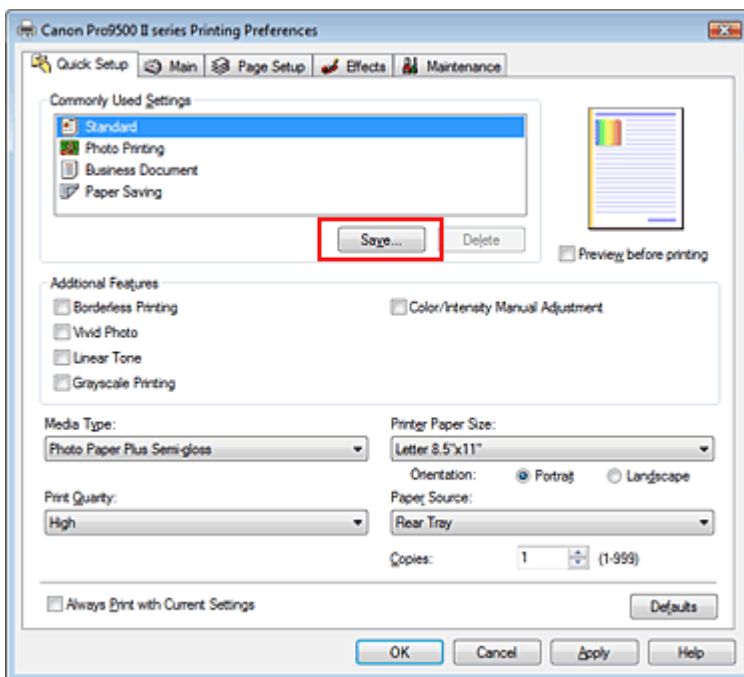 Canon Pro9500 II series Printing Preferences
Quick Setup Main Page Setup Effects Maintenance
Commonly Used Settings
Standard
Photo Printing
Business Document
Paper Saving
Save... Delete
Preview before printing
Additional Features
Borderless Printing Color/Intensity Manual Adjustment
Vivid Photo
Linear Tone
Grayscale Printing
Media Type: Printer Paper Size:
Photo Paper Plus Semi-gloss Letter 8.5"x11"
Orientation: Portrait Landscape
Print Quality: Paper Source:
High Rear Tray
Copies: 1 (1-999)
Always Print with Current Settings Defaults
OK Cancel Apply Help